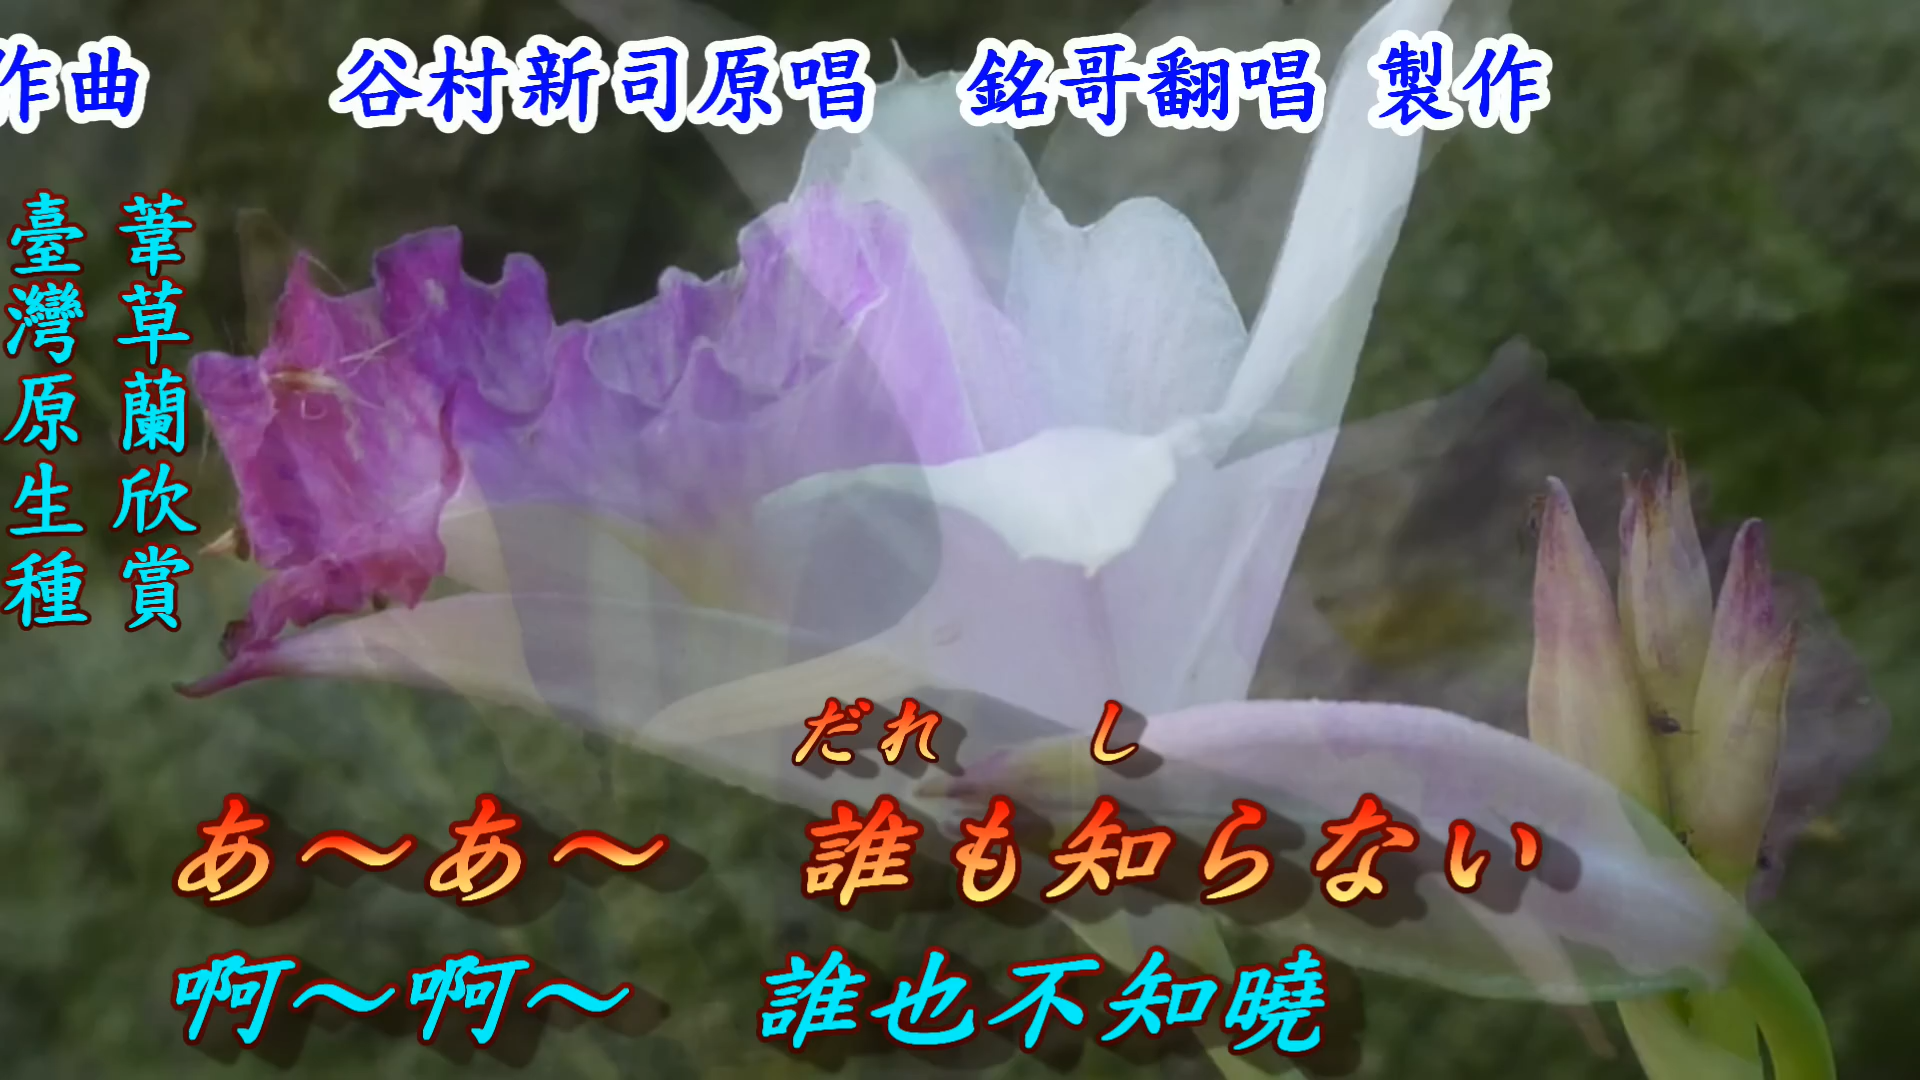 作曲 谷村新司原唱 銘哥翻唱 製作
葦草蘭欣賞
臺灣原生種
だれ し
あ～あ～ 誰も知らない
啊～啊～ 誰也不知曉